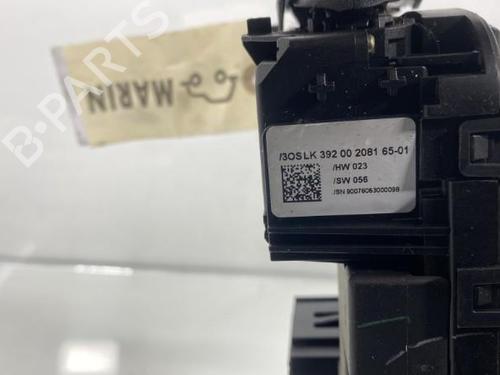 B-PARTS
MARIN
/3OSLK 392 00 2081 65-01
/HW 023
/SW 056
/SN 90076063000098